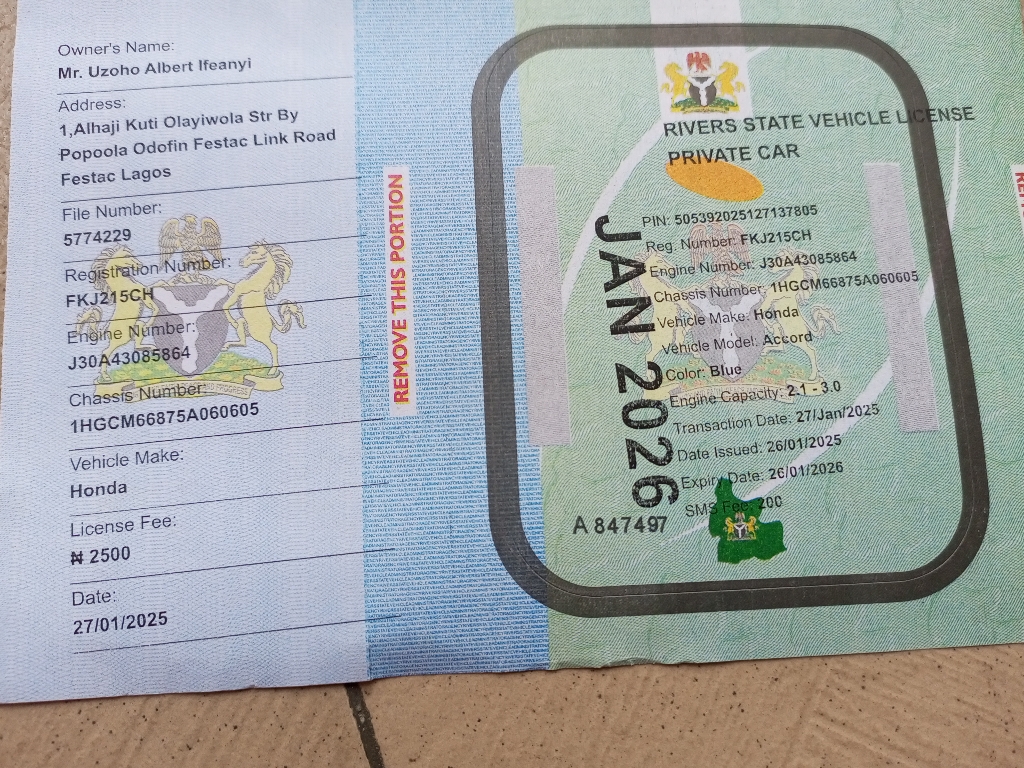 Owner's Name:
Mr. Uzoho Albert Ifeanyi
Address:
1,Alhaji Kuti Olayiwola Str By
Popoola Odofin Festac Link Road
Festac Lagos
File Number:
5774229
Registration Number:
FKJ215CH
Engine Number:
J30A43085864
Chassis Number:
1HGCM66875A060605
Vehicle Make:
Honda
License Fee:
₦ 2500
Date:
27/01/2025
REMOVE THIS PORTION
RIVERS STATE VEHICLE LICENSE
PRIVATE CAR
PIN: 505392025127137805
Reg. Number: FKJ215CH
Engine Number: J30A43085864
Chassis Number: 1HGCM66875A060605
Vehicle Make: Honda
Vehicle Model: Accord
Color: Blue
Engine Capacity: 2.1 - 3.0
Transaction Date: 27/Jan/2025
Date Issued: 26/01/2025
Expiry Date: 26/01/2026
SMS Fee: 200
JAN 2026
A 847497